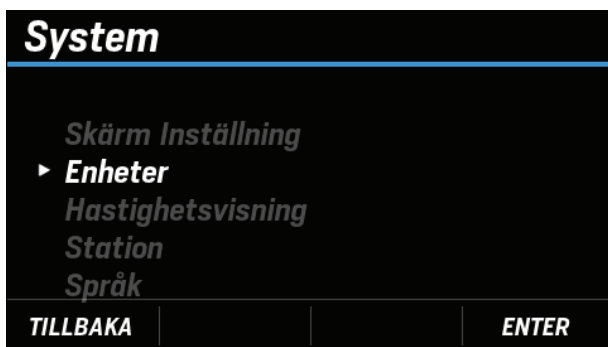 System
Skärm Inställning
Enheter
Hastighetsvisning
Station
Språk
TILLBAKA ENTER